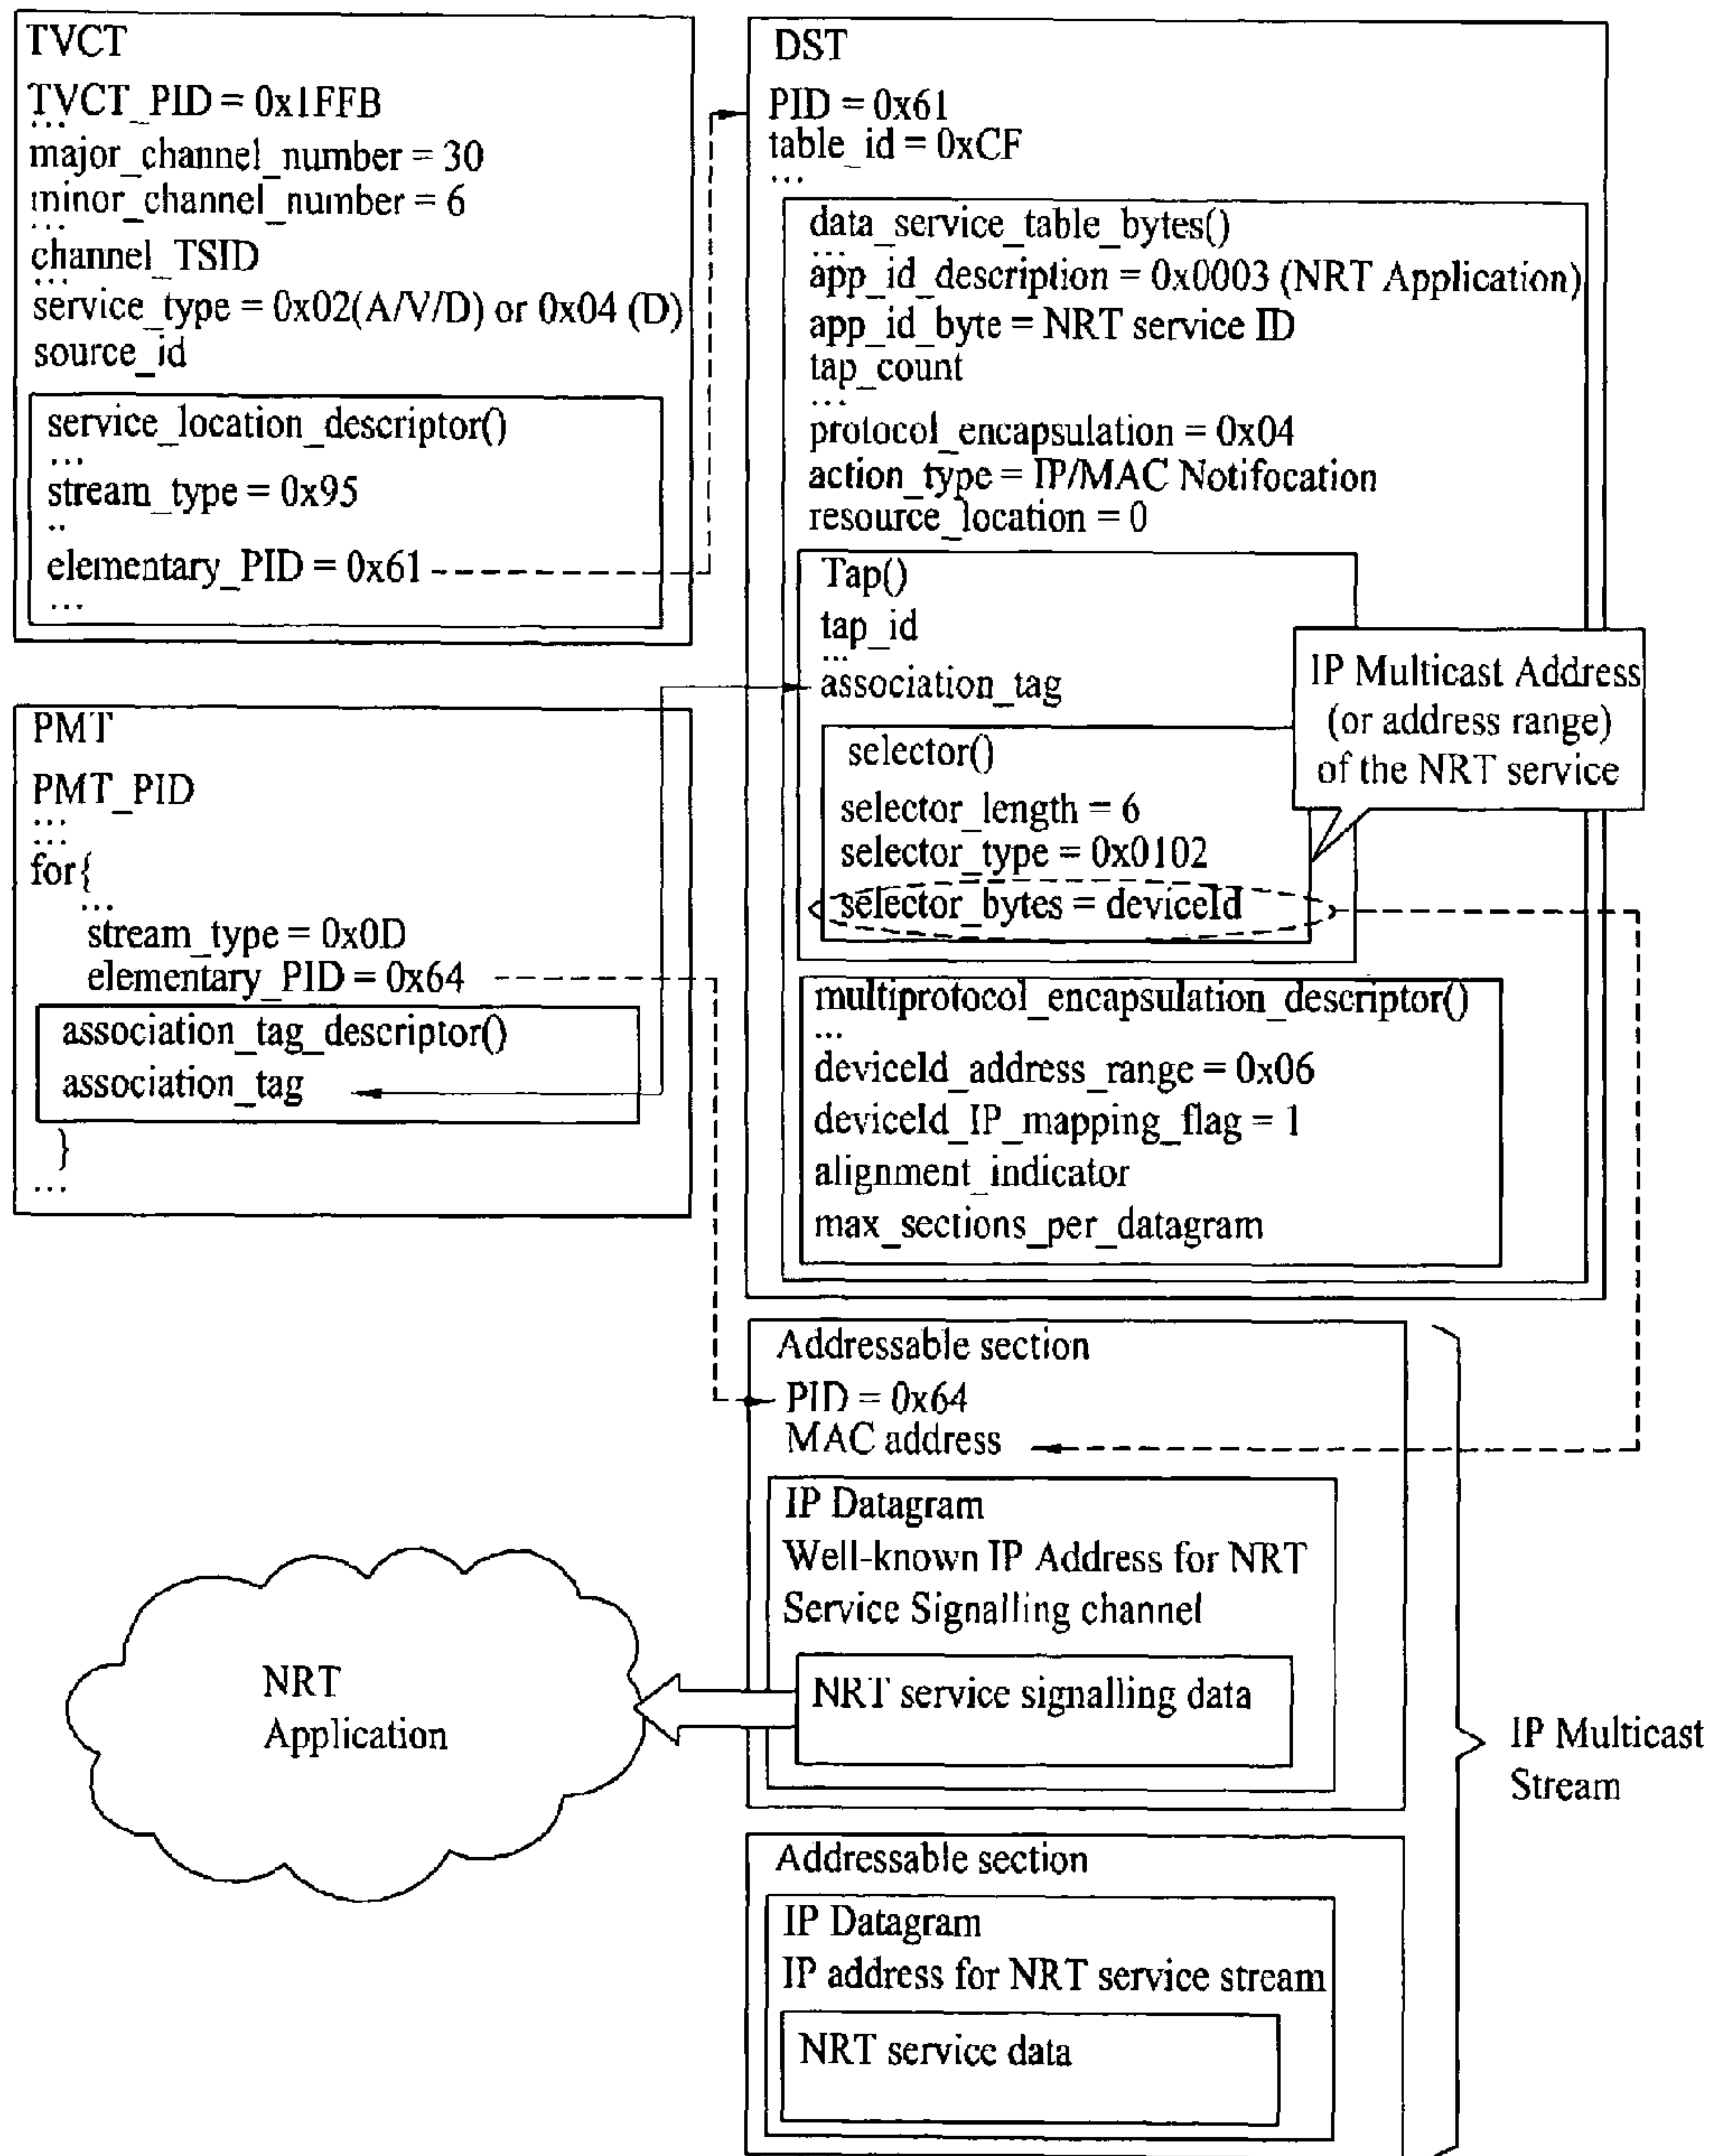 TVCT
TVCT_PID = 0x1FFB
...
major_channel_number = 30
minor_channel_number = 6
...
channel_TSID
...
service_type = 0x02(A/V/D) or 0x04 (D)
source_id
service_location_descriptor()
...
stream_type = 0x95
..
elementary_PID = 0x61
...
PMT
PMT_PID
...
...
for{
...
stream_type = 0x0D
elementary_PID = 0x64
association_tag_descriptor()
association_tag
}
...
DST
PID = 0x61
table_id = 0xCF
...
data_service_table_bytes()
...
app_id_description = 0x0003 (NRT Application)
app_id_byte = NRT service ID
tap_count
...
protocol_encapsulation = 0x04
action_type = IP/MAC Notifocation
resource_location = 0
Tap()
tap_id
...
association_tag
selector()
selector_length = 6
selector_type = 0x0102
selector_bytes = deviceId
IP Multicast Address
(or address range)
of the NRT service
multiprotocol_encapsulation_descriptor()
...
deviceId_address_range = 0x06
deviceId_IP_mapping_flag = 1
alignment_indicator
max_sections_per_datagram
Addressable section
PID = 0x64
MAC address
IP Datagram
Well-known IP Address for NRT
Service Signalling channel
NRT service signalling data
NRT
Application
IP Multicast
Stream
Addressable section
IP Datagram
IP address for NRT service stream
NRT service data